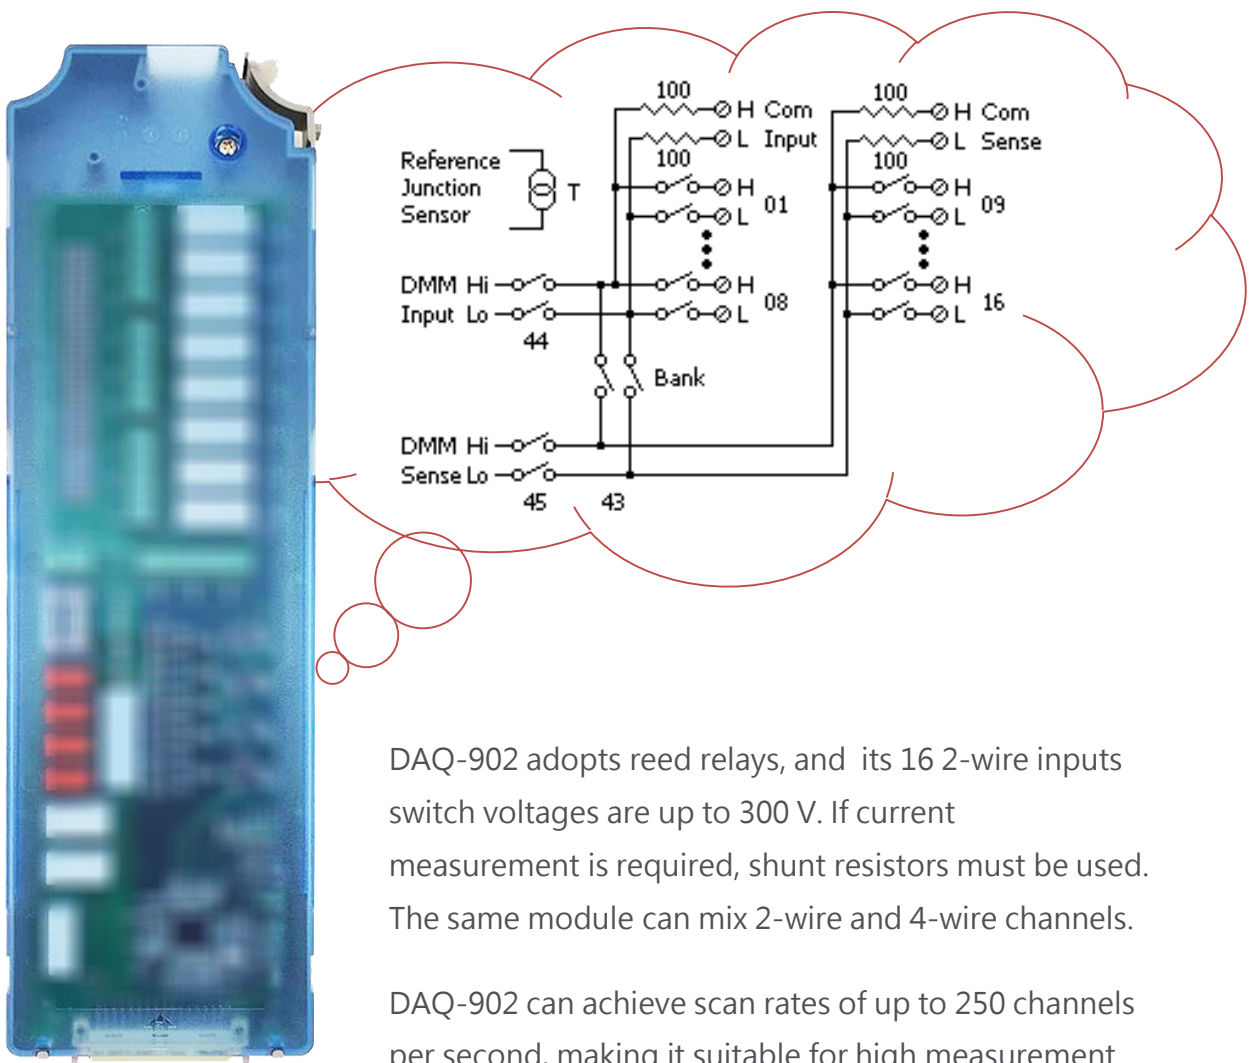 100
H Com
L Input
100
Reference
Junction
Sensor
T
H
L
01
DMM Hi
Input Lo
44
H
L
08
Bank
DMM Hi
Sense Lo
45
43
100
H Com
L Sense
100
H
L
09
H
L
16
DAQ-902 adopts reed relays, and its 16 2-wire inputs
switch voltages are up to 300 V. If current
measurement is required, shunt resistors must be used.
The same module can mix 2-wire and 4-wire channels.
DAQ-902 can achieve scan rates of up to 250 channels
per second, making it suitable for high measurement